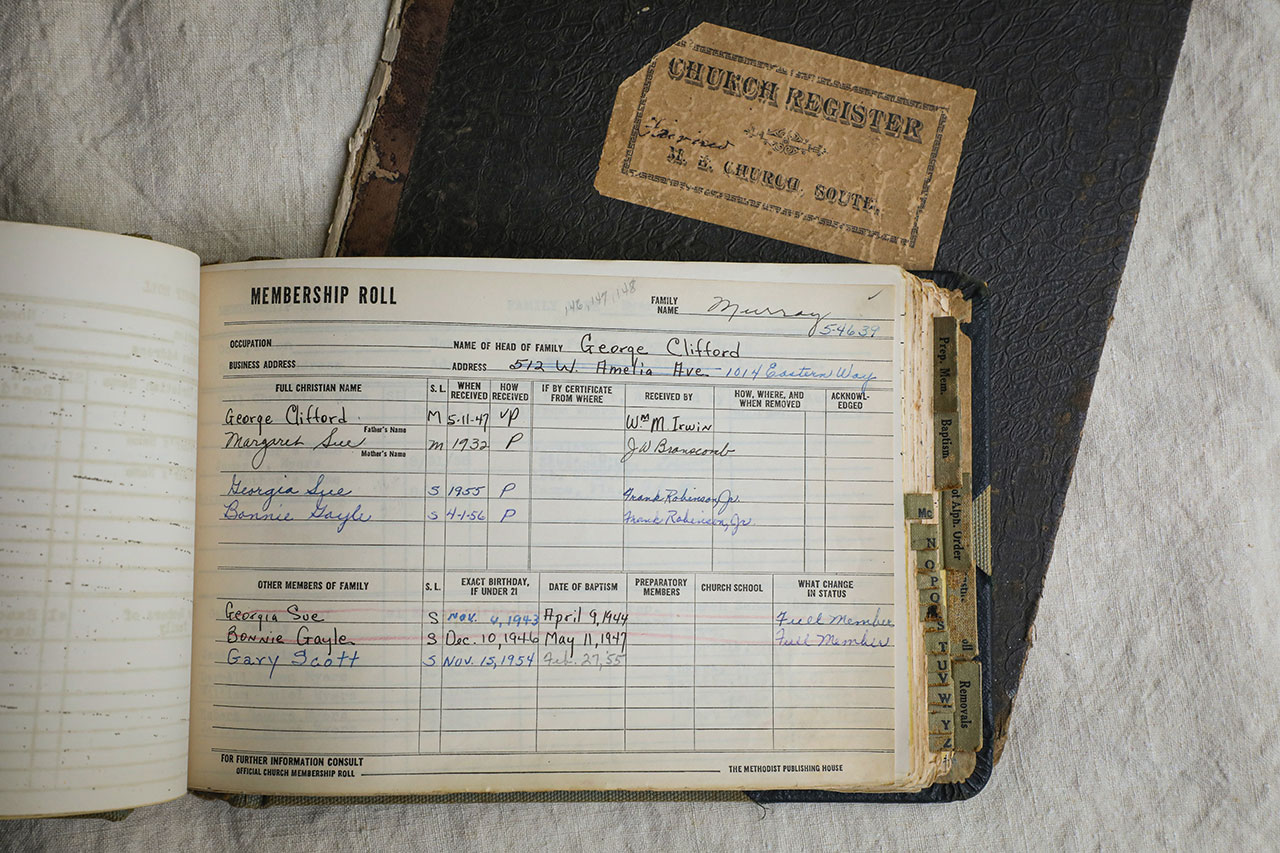 CHURCH REGISTER
M. E. CHURCH, SOUTH,
MEMBERSHIP ROLL
146, 147, 148
FAMILY NAME Murray
54639
OCCUPATION NAME OF HEAD OF FAMILY George Clifford
BUSINESS ADDRESS ADDRESS 512 W. Amelia Ave. - 1014 Eastern Way
FULL CHRISTIAN NAME S. L. WHEN RECEIVED HOW RECEIVED IF BY CERTIFICATE FROM WHERE RECEIVED BY HOW, WHERE, AND WHEN REMOVED ACKNOWL-EDGED
George Clifford M 5-11-47 VP Wm M Irwin
Father's Name
Margaret Sue M 1932 P J W Branscomb
Mother's Name
Georgia Sue S 1955 P Frank Robinson, Jr.
Bonnie Gayle S 4-1-56 P Frank Robinson, Jr
OTHER MEMBERS OF FAMILY S. L. EXACT BIRTHDAY, IF UNDER 21 DATE OF BAPTISM PREPARATORY MEMBERS CHURCH SCHOOL WHAT CHANGE IN STATUS
Georgia Sue S Nov. 4, 1943 April 9, 1944 Full Member
Bonnie Gayle S Dec. 10, 1946 May 11, 1947 Full Member
Gary Scott S Nov. 15, 1954 Feb. 27, '55
FOR FURTHER INFORMATION CONSULT
OFFICIAL CHURCH MEMBERSHIP ROLL THE METHODIST PUBLISHING HOUSE
Prep. Mem.
Baptism
of Alph. Order
Removals
Mc
N
O
P
S
T
U V
W
Y
Z